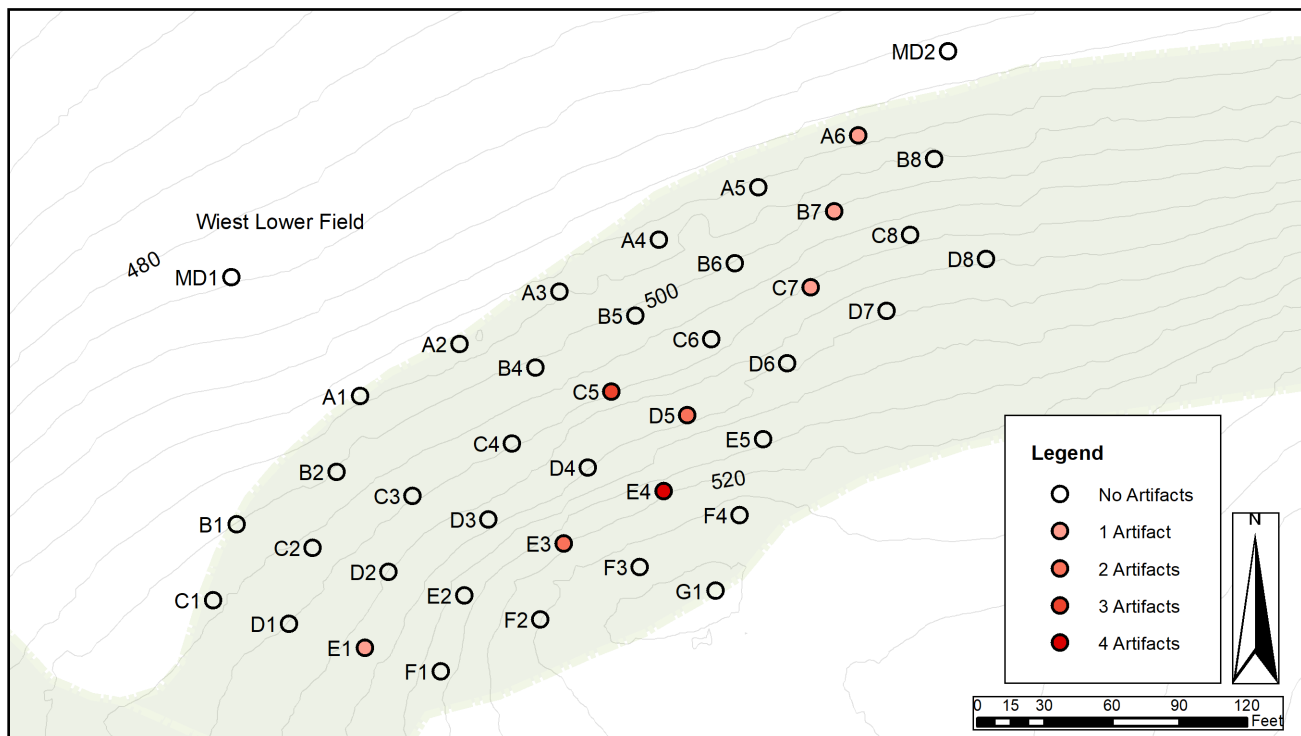 MD2
A6
B8
A5
B7
Wiest Lower Field
C8
A4
480
B6
D8
MD1
C7
A3
500
D7
B5
C6
A2
D6
B4
C5
A1
D5
E5
C4
Legend
D4
B2
520
E4
No Artifacts
C3
F4
D3
N
B1
1 Artifact
E3
C2
F3
2 Artifacts
D2
G1
E2
C1
3 Artifacts
F2
D1
4 Artifacts
E1
F1
0 15 30 60 90 120
Feet